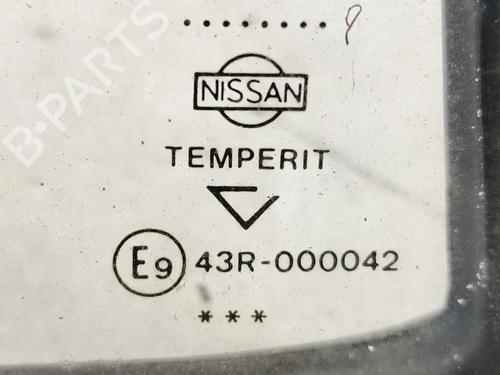 ........ 9
NISSAN
TEMPERIT
E9 43R-000042
***
B-PARTS